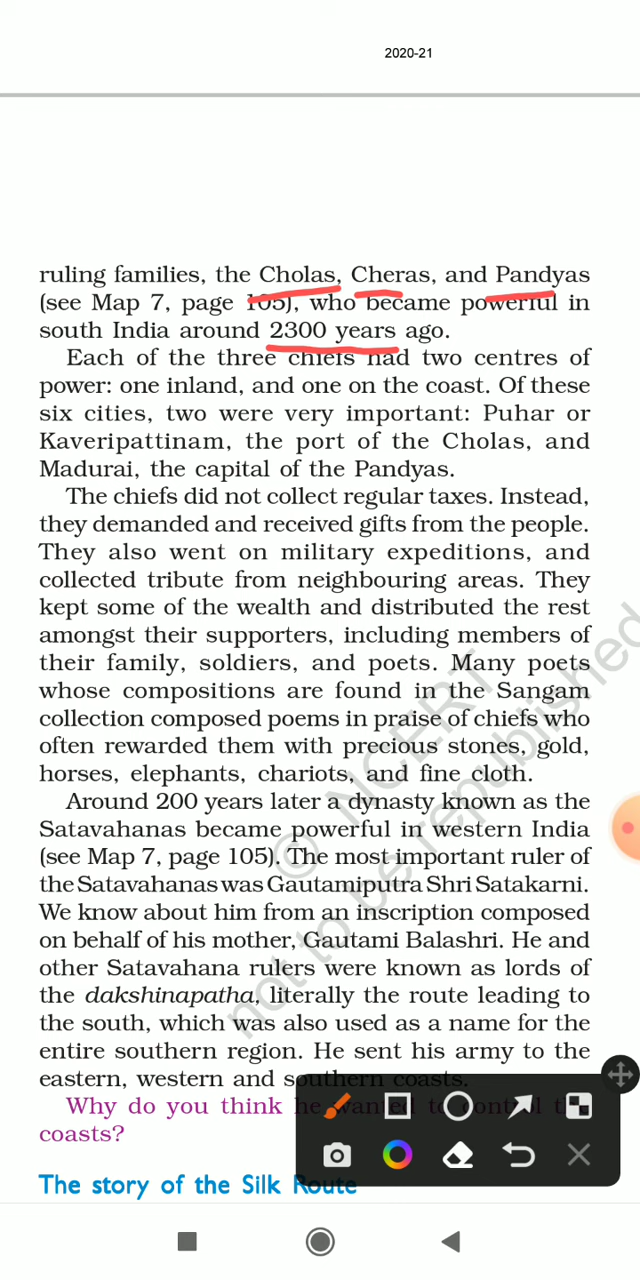 2020-21
ruling families, the Cholas, Cheras, and Pandyas
(see Map 7, page 105), who became powerful in
south India around 2300 years ago.
Each of the three chiefs had two centres of
power: one inland, and one on the coast. Of these
six cities, two were very important: Puhar or
Kaveripattinam, the port of the Cholas, and
Madurai, the capital of the Pandyas.
The chiefs did not collect regular taxes. Instead,
they demanded and received gifts from the people.
They also went on military expeditions, and
collected tribute from neighbouring areas. They
kept some of the wealth and distributed the rest
amongst their supporters, including members of
their family, soldiers, and poets. Many poets
whose compositions are found in the Sangam
collection composed poems in praise of chiefs who
often rewarded them with precious stones, gold,
horses, elephants, chariots, and fine cloth.
Around 200 years later a dynasty known as the
Satavahanas became powerful in western India
(see Map 7, page 105). The most important ruler of
the Satavahanas was Gautamiputra Shri Satakarni.
We know about him from an inscription composed
on behalf of his mother, Gautami Balashri. He and
other Satavahana rulers were known as lords of
the dakshinapatha, literally the route leading to
the south, which was also used as a name for the
entire southern region. He sent his army to the
eastern, western and southern coasts.
Why do you think he wanted to control the
coasts?
The story of the Silk Route
© NCERT
not to be republished